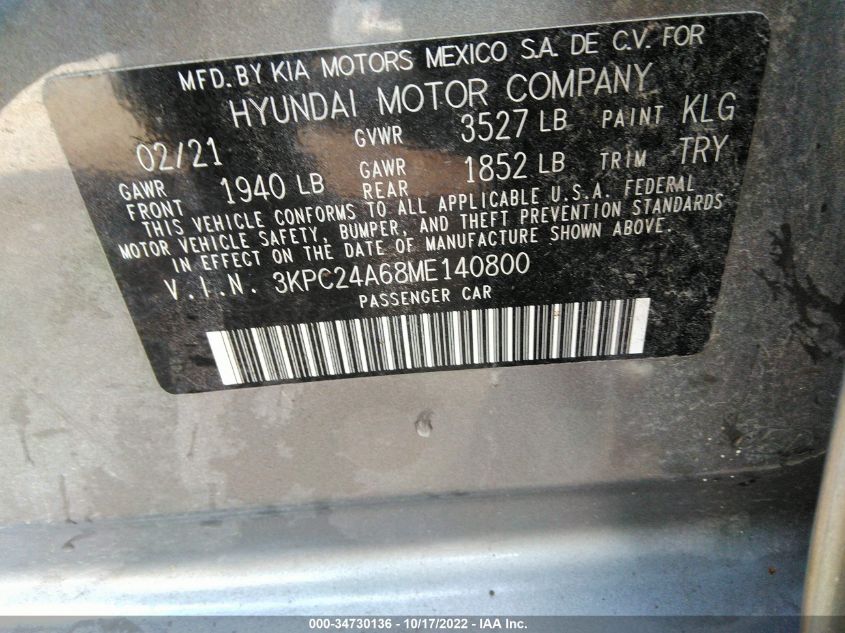 MFD. BY KIA MOTORS MEXICO S.A. DE C.V. FOR
HYUNDAI MOTOR COMPANY
02/21 GVWR 3527 LB PAINT KLG
GAWR FRONT 1940 LB GAWR REAR 1852 LB TRIM TRY
THIS VEHICLE CONFORMS TO ALL APPLICABLE U.S.A. FEDERAL
MOTOR VEHICLE SAFETY, BUMPER, AND THEFT PREVENTION STANDARDS
IN EFFECT ON THE DATE OF MANUFACTURE SHOWN ABOVE.
V.I.N. 3KPC24A68ME140800
PASSENGER CAR
000-34730136 - 10/17/2022 - IAA Inc.